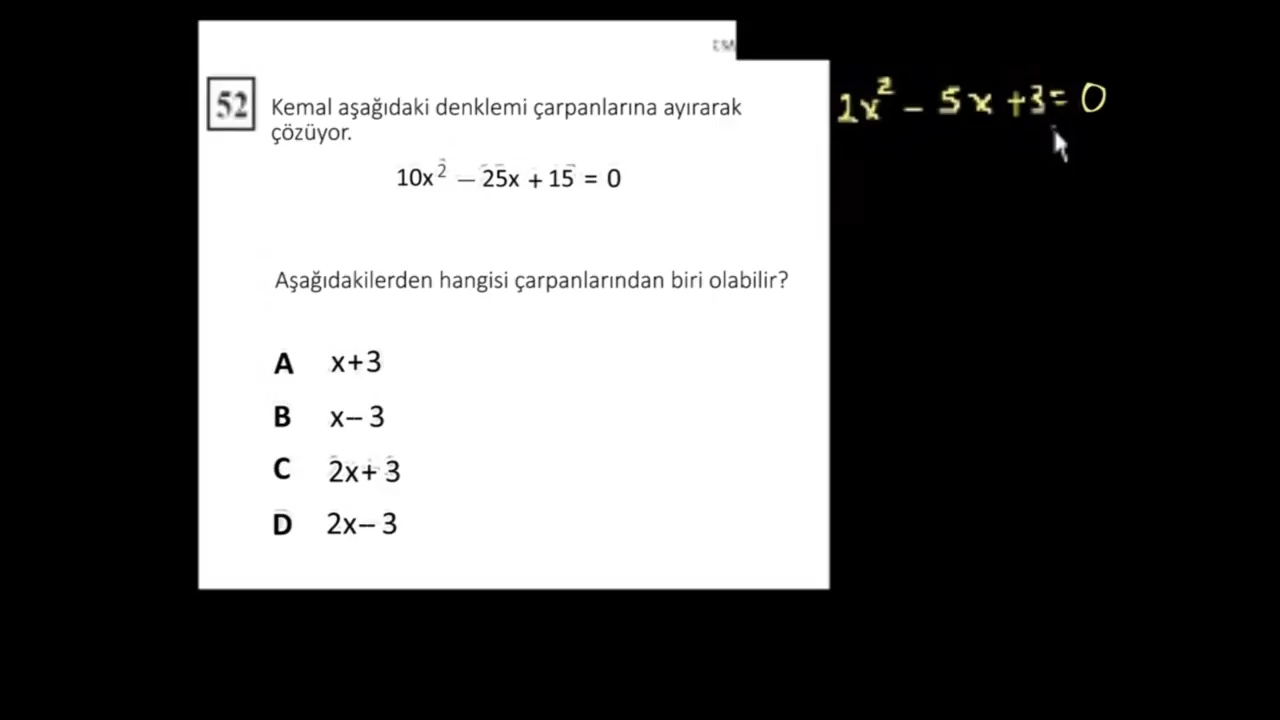 52
Kemal aşağıdaki denklemi çarpanlarına ayırarak
çözüyor.
10x² – 25x + 15 = 0
Aşağıdakilerden hangisi çarpanlarından biri olabilir?
A x+3
B x– 3
C 2x+ 3
D 2x– 3
2x² – 5x +3= 0